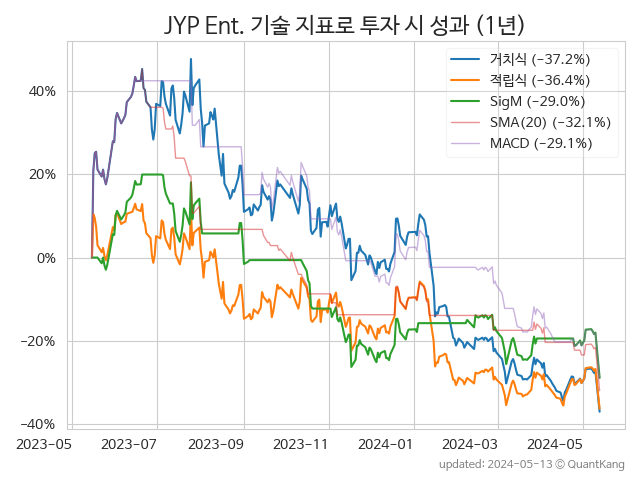 JYP Ent. 기술 지표로 투자 시 성과 (1년)
거치식 (−37.2%)
적립식 (−36.4%)
SigM (−29.0%)
SMA(20) (−32.1%)
MACD (−29.1%)
40%
20%
0%
−20%
−40%
2023-05 2023-07 2023-09 2023-11 2024-01 2024-03 2024-05
updated: 2024-05-13 ⓒ QuantKang